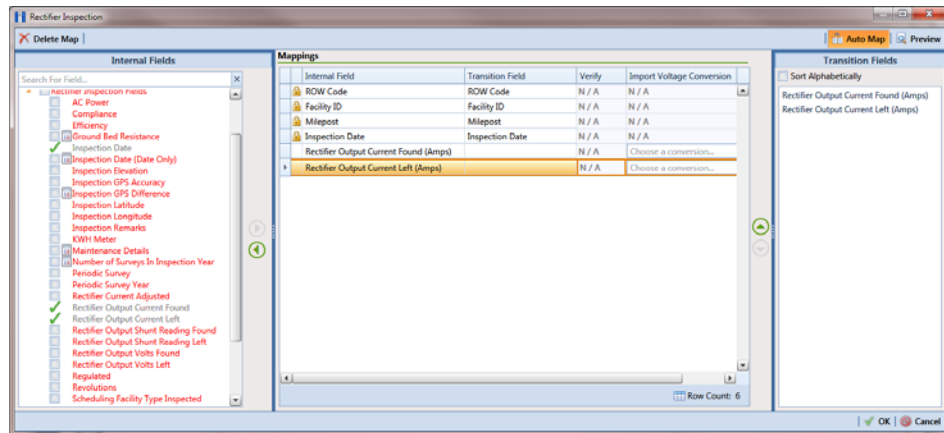 Rectifier Inspection
Delete Map
Auto Map
Preview
Internal Fields
Search For Field...
Rectifier Inspection Fields
AC Power
Compliance
Efficiency
Ground Bed Resistance
Inspection Date
Inspection Date (Date Only)
Inspection Elevation
Inspection GPS Accuracy
Inspection GPS Difference
Inspection Latitude
Inspection Longitude
Inspection Remarks
KWH Meter
Maintenance Details
Number of Surveys In Inspection Year
Periodic Survey
Periodic Survey Year
Rectifier Current Adjusted
Rectifier Output Current Found
Rectifier Output Current Left
Rectifier Output Shunt Reading Found
Rectifier Output Shunt Reading Left
Rectifier Output Volts Found
Rectifier Output Volts Left
Regulated
Revolutions
Scheduling Facility Type Inspected
Mappings
Internal Field Transition Field Verify Import Voltage Conversion
ROW Code ROW Code N / A N / A
Facility ID Facility ID N / A N / A
Milepost Milepost N / A N / A
Inspection Date Inspection Date N / A N / A
Rectifier Output Current Found (Amps) N / A Choose a conversion...
Rectifier Output Current Left (Amps) N / A Choose a conversion...
Row Count: 6
Transition Fields
Sort Alphabetically
Rectifier Output Current Found (Amps)
Rectifier Output Current Left (Amps)
OK
Cancel